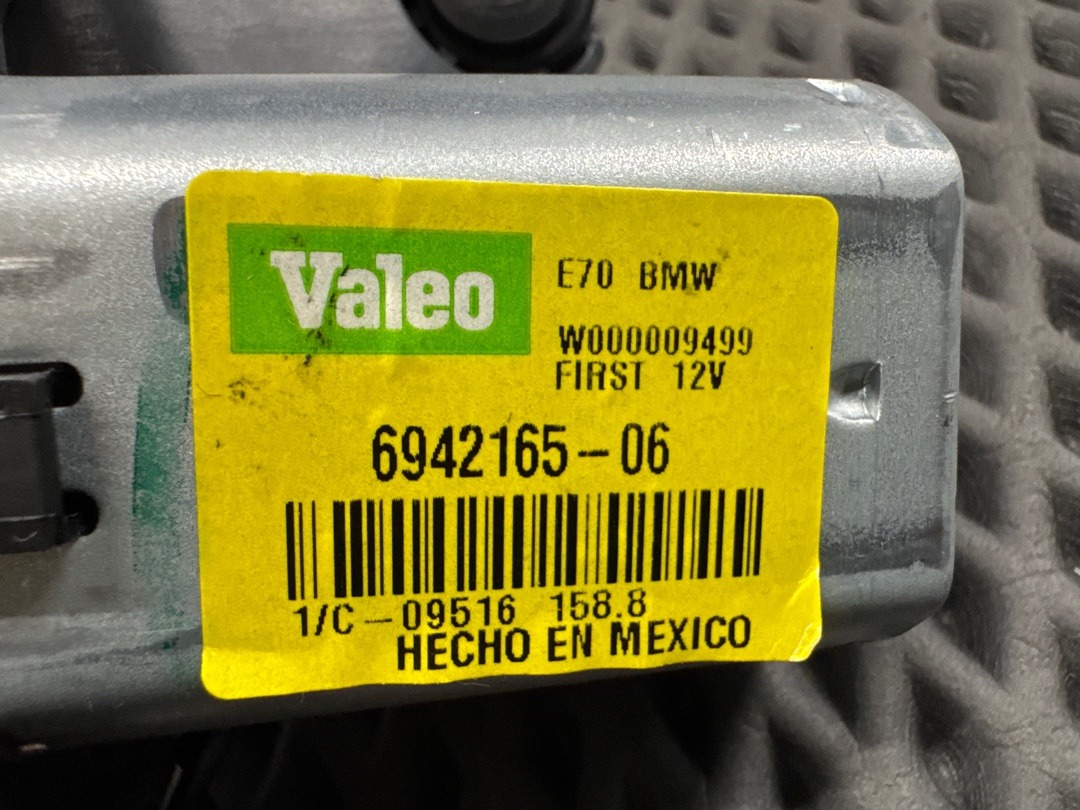 Valeo
E70 BMW
W000009499
FIRST 12V
6942165-06
1/C-09516 158.8
HECHO EN MEXICO